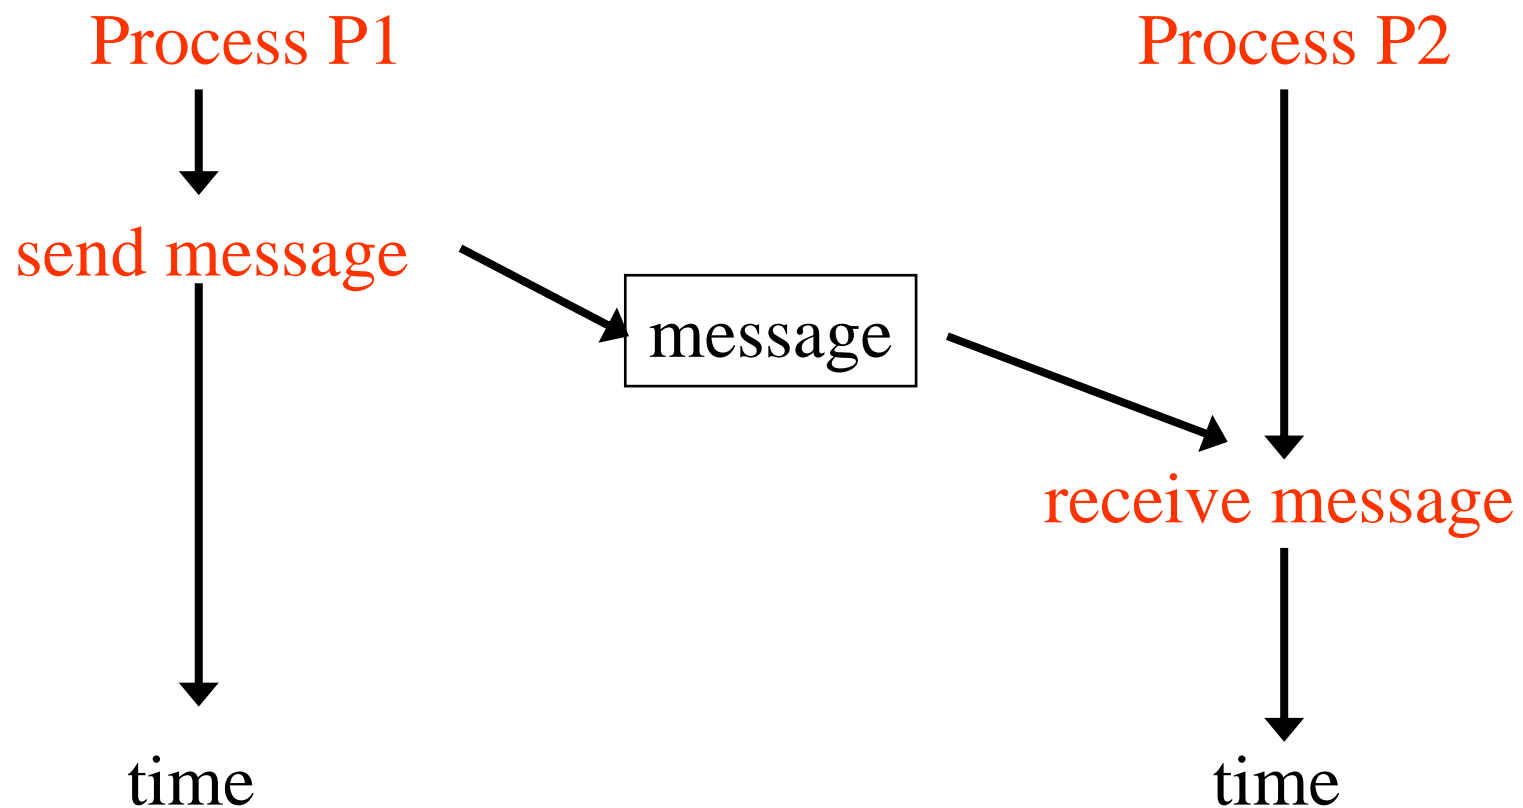 Process P1
Process P2
send message
message
receive message
time
time